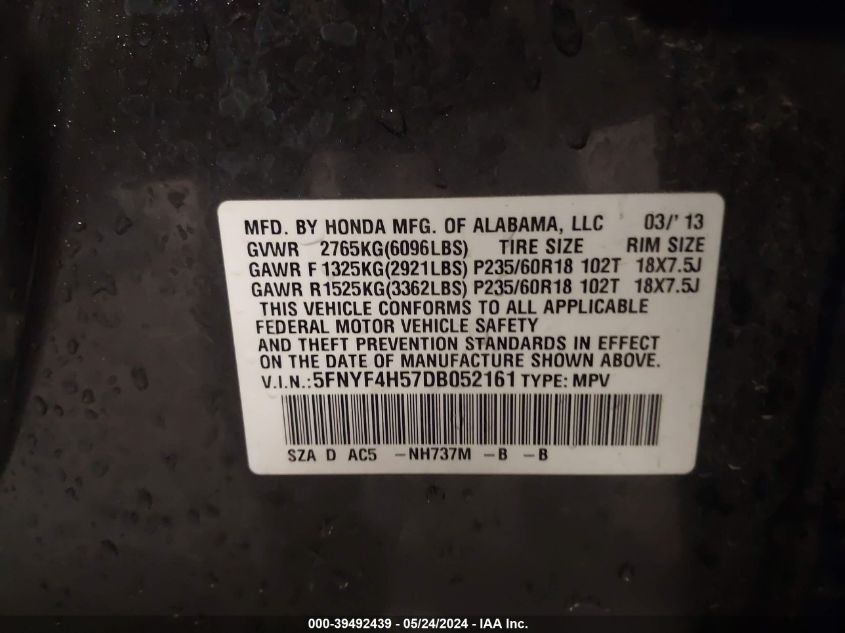 MFD. BY HONDA MFG. OF ALABAMA, LLC 03/' 13
GVWR 2765KG(6096LBS) TIRE SIZE RIM SIZE
GAWR F 1325KG(2921LBS) P235/60R18 102T 18X7.5J
GAWR R1525KG(3362LBS) P235/60R18 102T 18X7.5J
THIS VEHICLE CONFORMS TO ALL APPLICABLE
FEDERAL MOTOR VEHICLE SAFETY
AND THEFT PREVENTION STANDARDS IN EFFECT
ON THE DATE OF MANUFACTURE SHOWN ABOVE.
V.I.N.:5FNYF4H57DB052161 TYPE: MPV
SZA D AC5 -NH737M -B -B
000-39492439 - 05/24/2024 - IAA Inc.